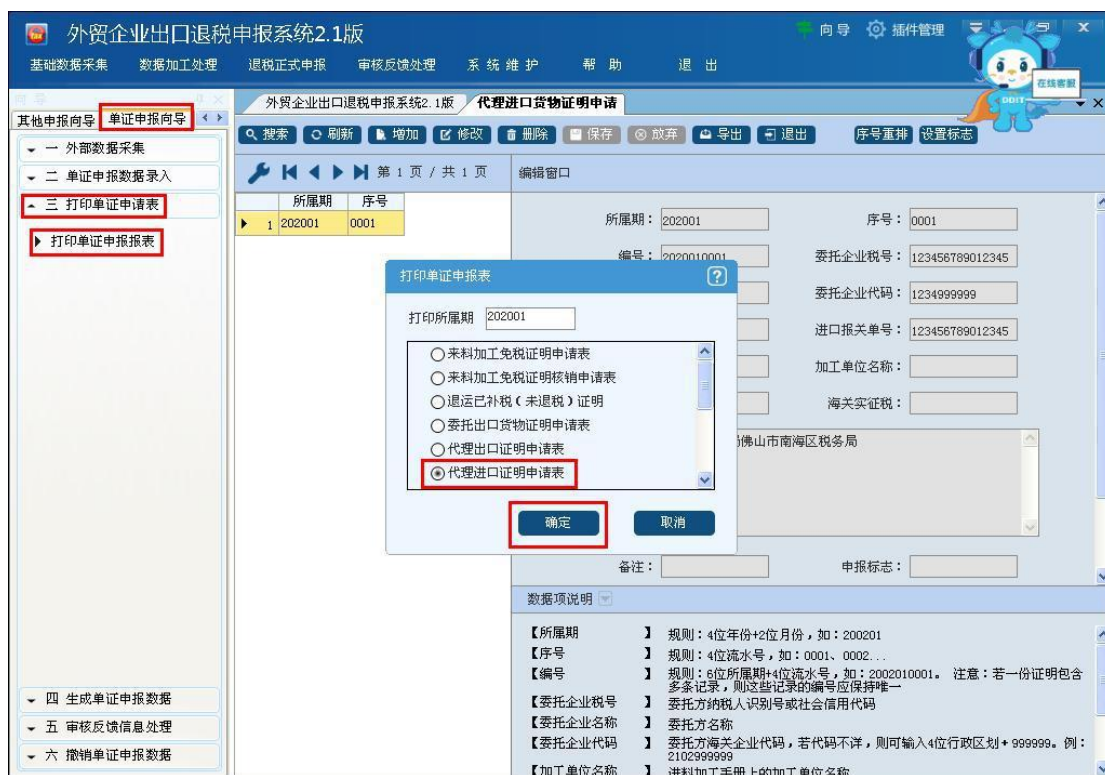 外贸企业出口退税申报系统2.1版
向导 插件管理
基础数据采集 数据加工处理 退税正式申报 审核反馈处理 系统维护 帮助 退出
在线客服
DDIT
向导
其他申报向导 单证申报向导
外贸企业出口退税申报系统2.1版 代理进口货物证明申请
搜索 刷新 增加 修改 删除 保存 放弃 导出 退出 序号重排 设置标志
一 外部数据采集
二 单证申报数据录入
三 打印单证申请表
打印单证申报报表
第 1 页 / 共 1 页
编辑窗口
所属期 序号
1 202001 0001
所属期： 202001 序号： 0001
编号： 2020010001 委托企业税号： 123456789012345
委托企业代码： 1234999999
进口报关单号： 123456789012345
加工单位名称：
海关实征税：
佛山市南海区税务局
备注： 申报标志：
打印单证申报表
打印所属期 202001
来料加工免税证明申请表
来料加工免税证明核销申请表
退运已补税（未退税）证明
委托出口货物证明申请表
代理出口证明申请表
代理进口证明申请表
确定 取消
数据项说明
【所属期 】 规则：4位年份+2位月份，如：200201
【序号 】 规则：4位流水号，如：0001、0002...
【编号 】 规则：6位所属期+4位流水号，如：2002010001。 注意：若一份证明包含
多条记录，则这些记录的编号应保持唯一
【委托企业税号 】 委托方纳税人识别号或社会信用代码
【委托企业名称 】 委托方名称
【委托企业代码 】 委托方海关企业代码，若代码不详，则可输入4位行政区划+999999。例：
2102999999
【加工单位名称 】 进料加工手册上的加工单位名称
四 生成单证申报数据
五 审核反馈信息处理
六 撤销单证申报数据